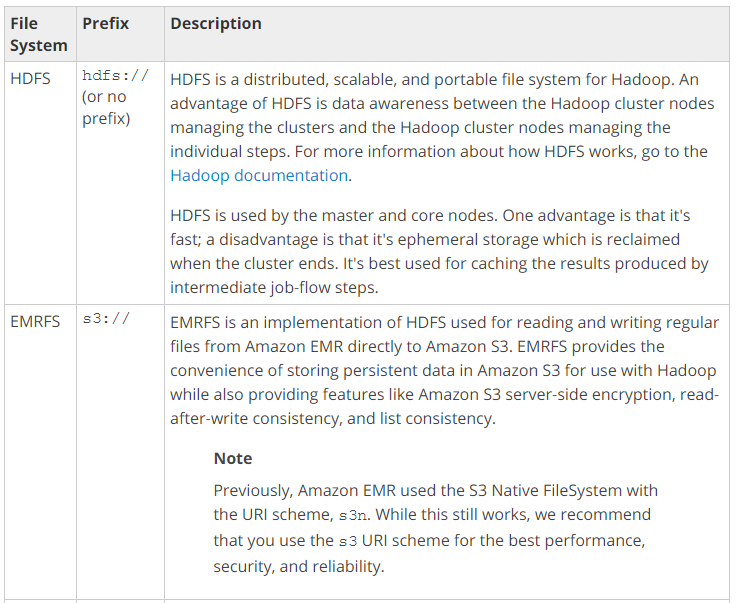 File System
Prefix
Description
HDFS
hdfs://
(or no
prefix)
HDFS is a distributed, scalable, and portable file system for Hadoop. An
advantage of HDFS is data awareness between the Hadoop cluster nodes
managing the clusters and the Hadoop cluster nodes managing the
individual steps. For more information about how HDFS works, go to the
Hadoop documentation.
HDFS is used by the master and core nodes. One advantage is that it's
fast; a disadvantage is that it's ephemeral storage which is reclaimed
when the cluster ends. It's best used for caching the results produced by
intermediate job-flow steps.
EMRFS
s3://
EMRFS is an implementation of HDFS used for reading and writing regular
files from Amazon EMR directly to Amazon S3. EMRFS provides the
convenience of storing persistent data in Amazon S3 for use with Hadoop
while also providing features like Amazon S3 server-side encryption, read-
after-write consistency, and list consistency.
Note
Previously, Amazon EMR used the S3 Native FileSystem with
the URI scheme, s3n. While this still works, we recommend
that you use the s3 URI scheme for the best performance,
security, and reliability.